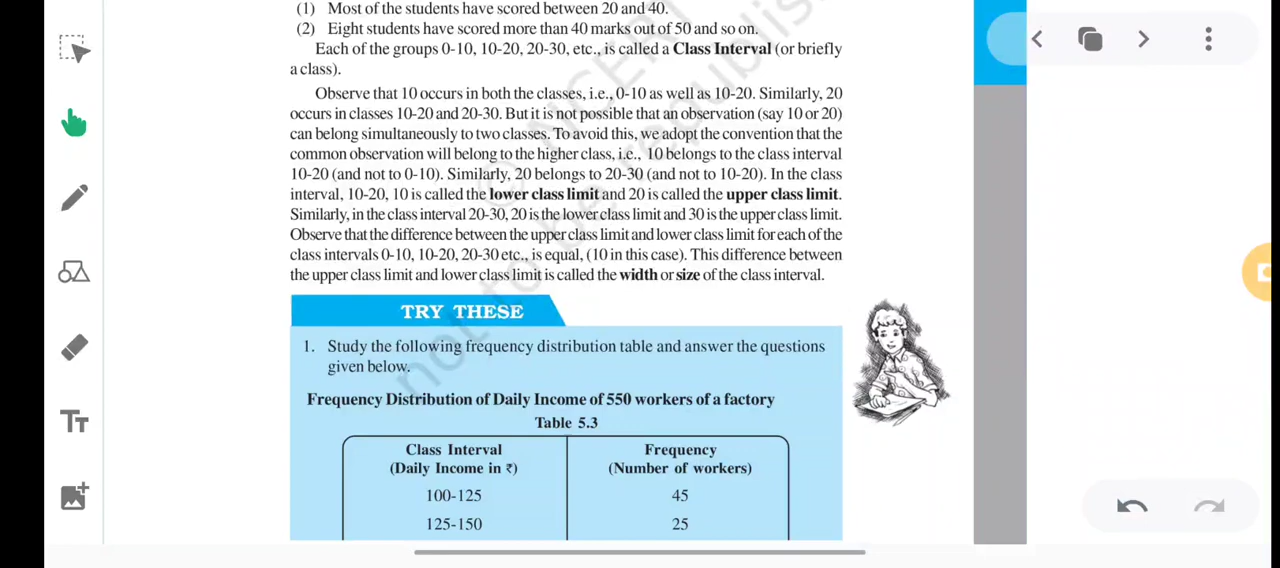 (1) Most of the students have scored between 20 and 40.
(2) Eight students have scored more than 40 marks out of 50 and so on.
Each of the groups 0-10, 10-20, 20-30, etc., is called a Class Interval (or briefly
a class).
Observe that 10 occurs in both the classes, i.e., 0-10 as well as 10-20. Similarly, 20
occurs in classes 10-20 and 20-30. But it is not possible that an observation (say 10 or 20)
can belong simultaneously to two classes. To avoid this, we adopt the convention that the
common observation will belong to the higher class, i.e., 10 belongs to the class interval
10-20 (and not to 0-10). Similarly, 20 belongs to 20-30 (and not to 10-20). In the class
interval, 10-20, 10 is called the lower class limit and 20 is called the upper class limit.
Similarly, in the class interval 20-30, 20 is the lower class limit and 30 is the upper class limit.
Observe that the difference between the upper class limit and lower class limit for each of the
class intervals 0-10, 10-20, 20-30 etc., is equal, (10 in this case). This difference between
the upper class limit and lower class limit is called the width or size of the class interval.
© NCERT
not to be republis
TRY THESE
1. Study the following frequency distribution table and answer the questions
given below.
Frequency Distribution of Daily Income of 550 workers of a factory
Table 5.3
Class Interval Frequency
(Daily Income in ₹) (Number of workers)
100-125 45
125-150 25
TT